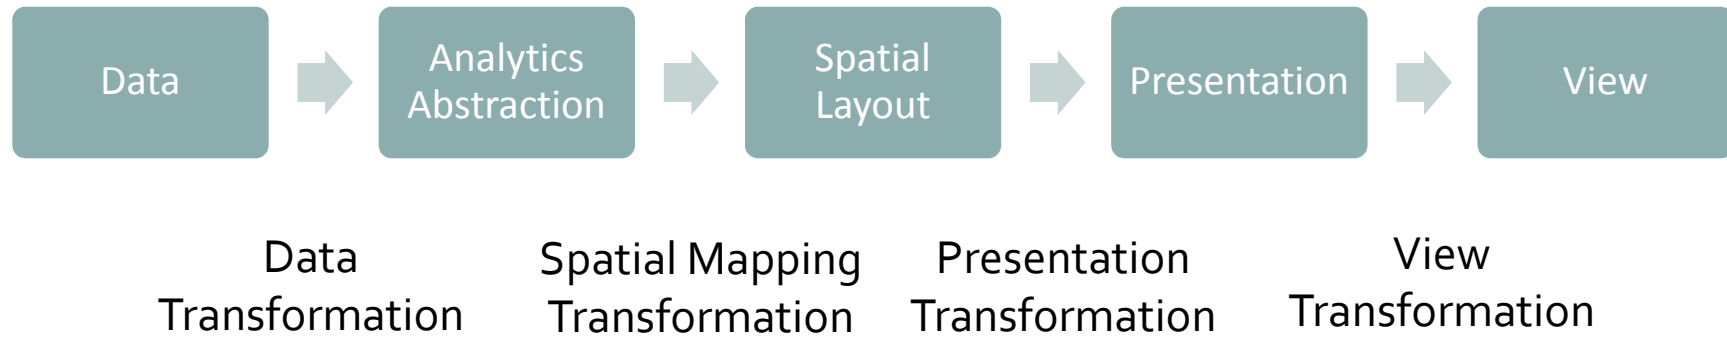 Data
Analytics
Abstraction
Spatial
Layout
Presentation
View
Data
Transformation
Spatial Mapping
Transformation
Presentation
Transformation
View
Transformation